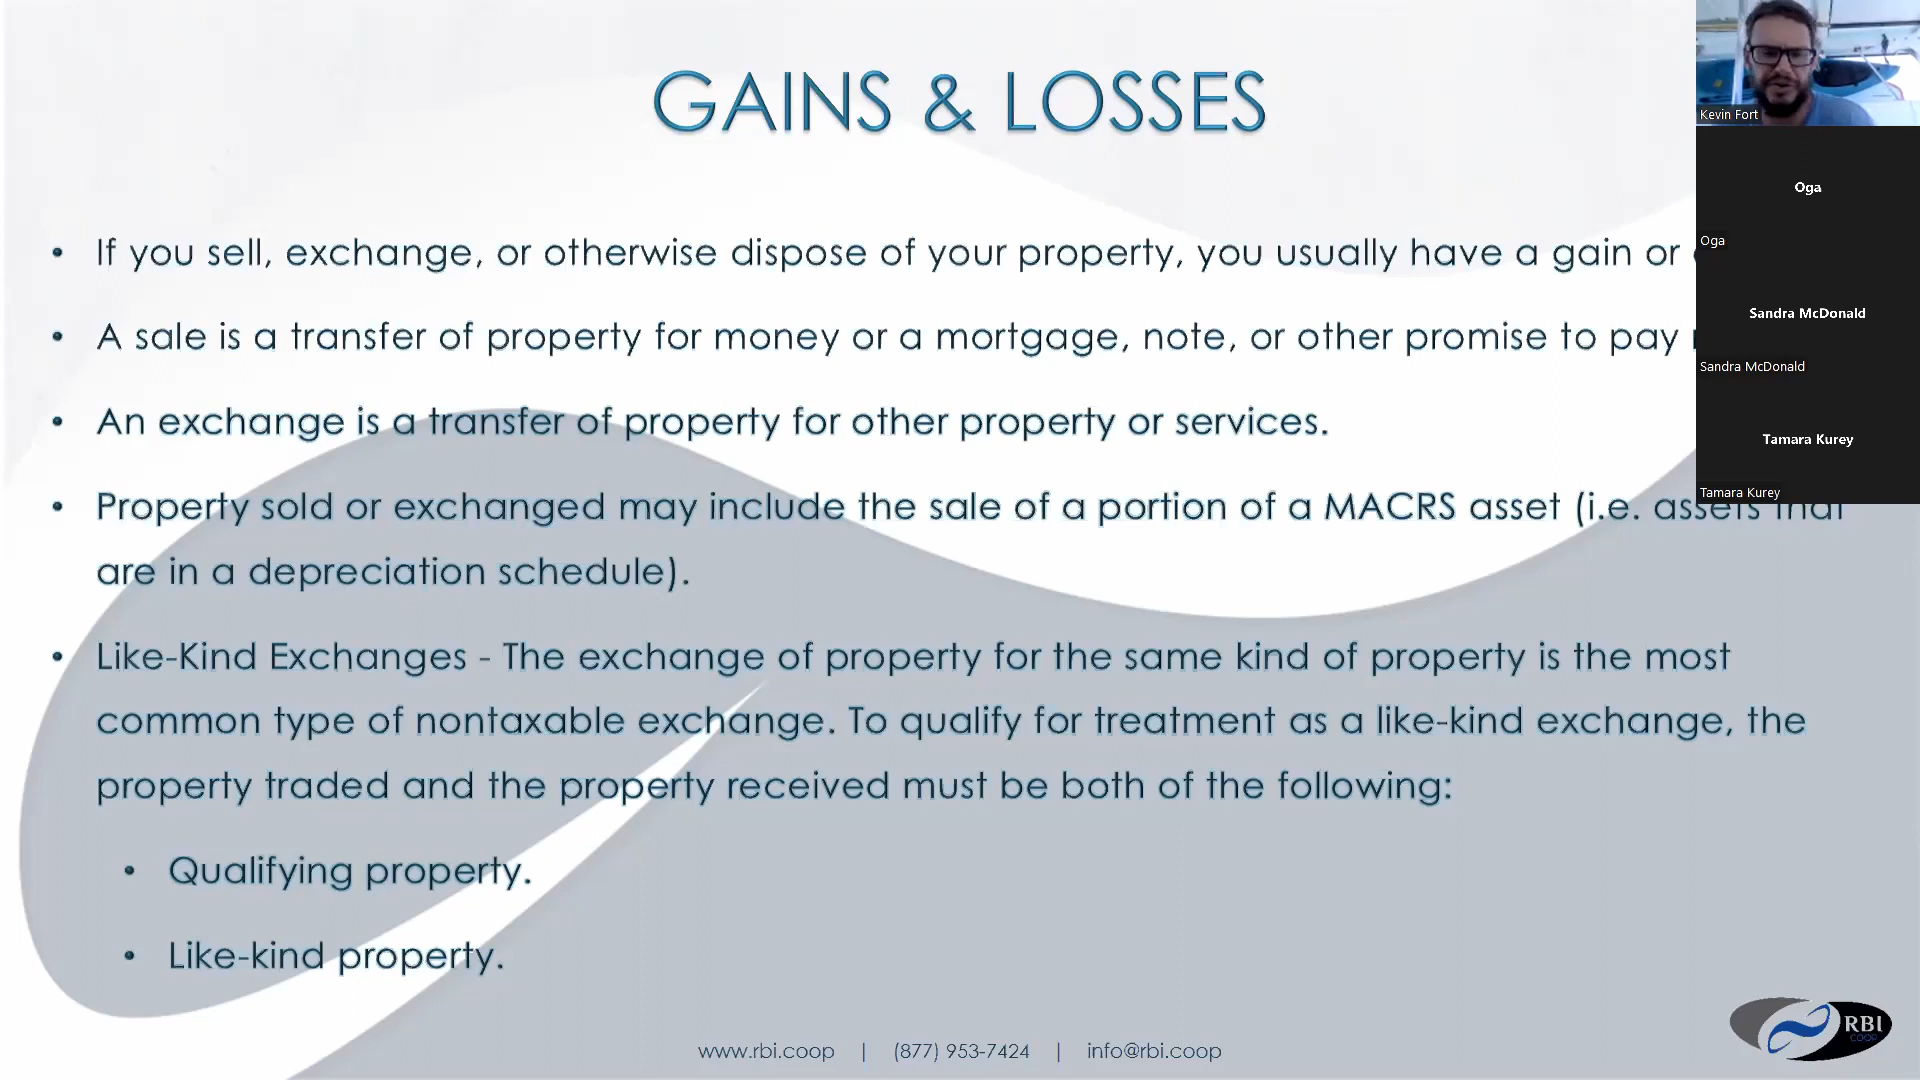 GAINS & LOSSES
• If you sell, exchange, or otherwise dispose of your property, you usually have a gain or
• A sale is a transfer of property for money or a mortgage, note, or other promise to pay
• An exchange is a transfer of property for other property or services.
• Property sold or exchanged may include the sale of a portion of a MACRS asset (i.e. assets that
are in a depreciation schedule).
• Like-Kind Exchanges - The exchange of property for the same kind of property is the most
common type of nontaxable exchange. To qualify for treatment as a like-kind exchange, the
property traded and the property received must be both of the following:
• Qualifying property.
• Like-kind property.
www.rbi.coop | (877) 953-7424 | info@rbi.coop
RBI
COOP
Kevin Fort
Oga
Oga
Sandra McDonald
Sandra McDonald
Tamara Kurey
Tamara Kurey